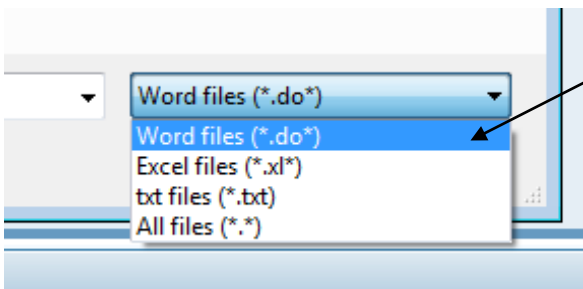 Word files (*.do*)
Word files (*.do*)
Excel files (*.xl*)
txt files (*.txt)
All files (*.*)